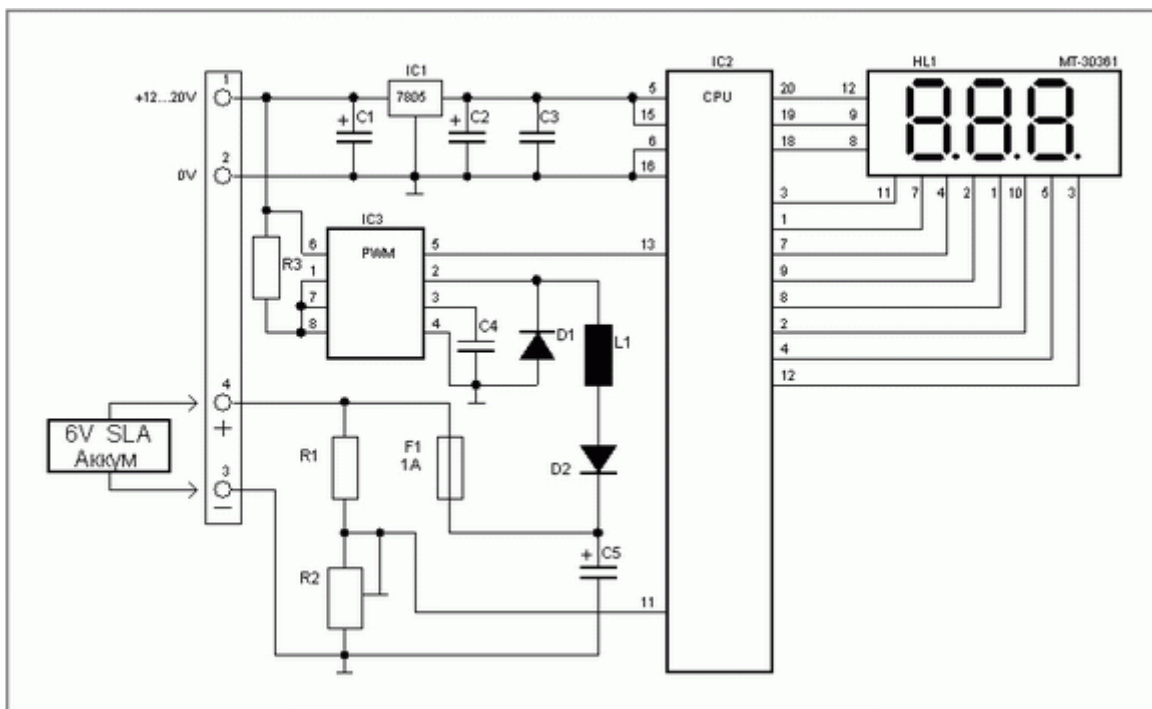 IC1
IC2
HL1 MT-30361
1
+12...20V
7805
5 CPU 20 12
C1 C2 C3
+ +
15 19 9
6 18 8
2
0V
16
3 11 7 4 2 1 10 5 3
IC3
1
6 PWM 5 13 7
R3
1 2 9
7 3 8
8 4 C4 D1 L1 2
4
4
12
+
6V SLA
Аккум
R1 F1
1A
D2
3
–
+ C5
R2
11